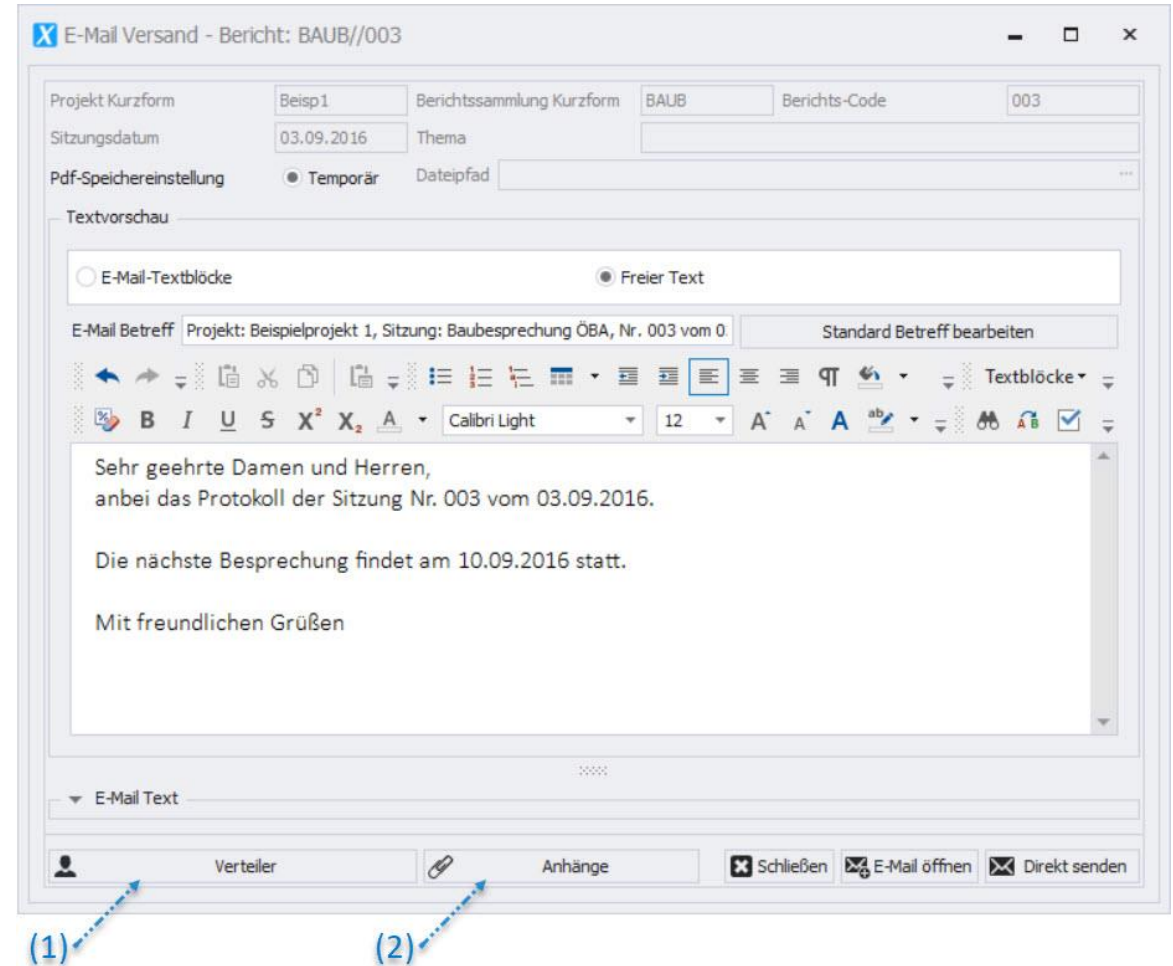 E-Mail Versand - Bericht: BAUB//003
Projekt Kurzform Beisp1 Berichtssammlung Kurzform BAUB Berichts-Code 003
Sitzungsdatum 03.09.2016 Thema
Pdf-Speichereinstellung Temporär Dateipfad ...
Textvorschau
E-Mail-Textblöcke Freier Text
E-Mail Betreff Projekt: Beispielprojekt 1, Sitzung: Baubesprechung ÖBA, Nr. 003 vom 0 Standard Betreff bearbeiten
Textblöcke
B I U S X² X₂ A Calibri Light 12 A A A ab
Sehr geehrte Damen und Herren,
anbei das Protokoll der Sitzung Nr. 003 vom 03.09.2016.
Die nächste Besprechung findet am 10.09.2016 statt.
Mit freundlichen Grüßen
E-Mail Text
Verteiler Anhänge Schließen E-Mail öffnen Direkt senden
(1) (2)